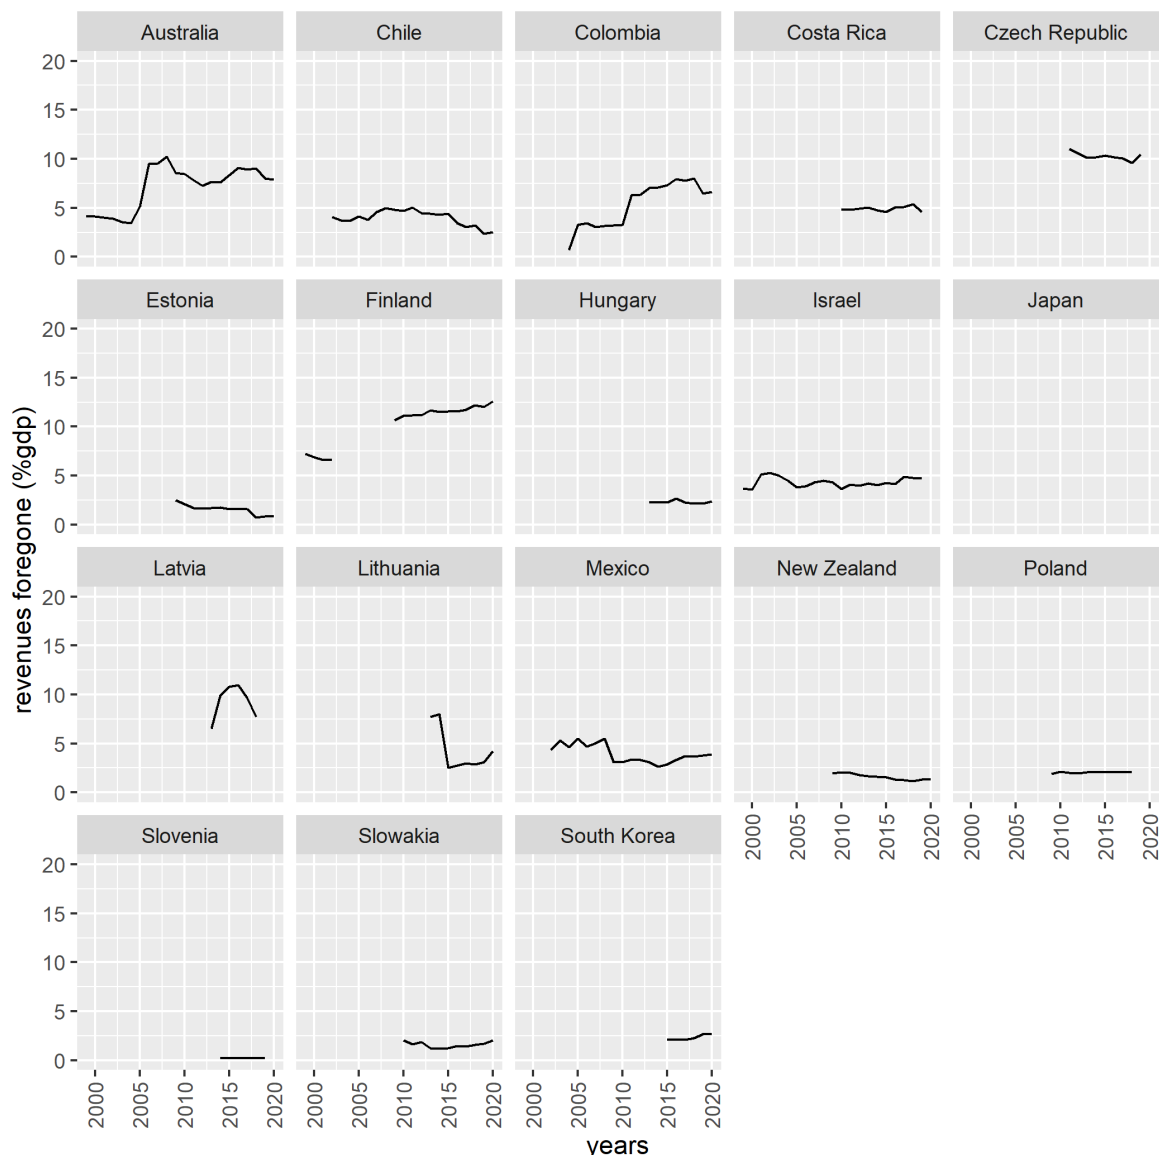 Australia Chile Colombia Costa Rica Czech Republic
20
15
10
5
0
Estonia Finland Hungary Israel Japan
20
15
10
5
0
revenues foregone (%gdp)
Latvia Lithuania Mexico New Zealand Poland
20
15
10
5
0
2000 2005 2010 2015 2020 2000 2005 2010 2015 2020
Slovenia Slowakia South Korea
20
15
10
5
0
2000 2005 2010 2015 2020 2000 2005 2010 2015 2020 2000 2005 2010 2015 2020
years